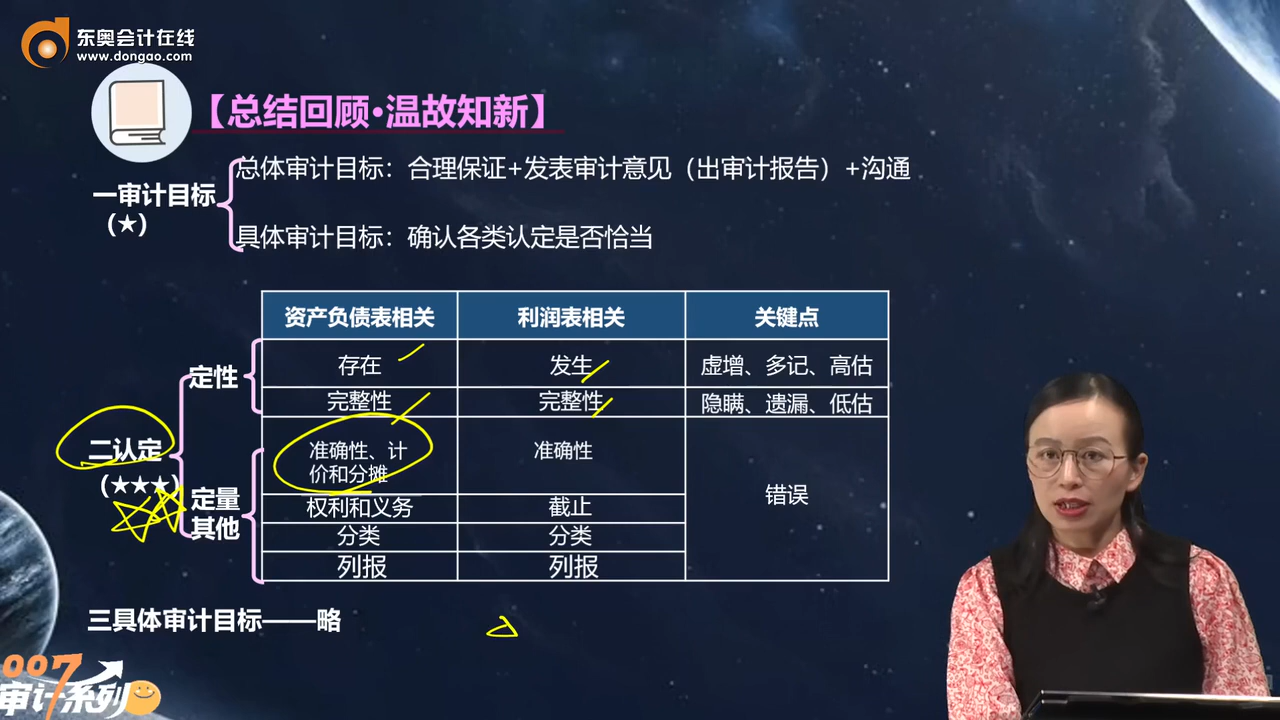 东奥会计在线
www.dongao.com
【总结回顾·温故知新】
总体审计目标：合理保证+发表审计意见（出审计报告）+沟通
一审计目标
（★）
具体审计目标：确认各类认定是否恰当
资产负债表相关 利润表相关 关键点
定性
存在 发生 虚增、多记、高估
完整性 完整性 隐瞒、遗漏、低估
二认定
（★★★）
定量
其他
准确性、计
价和分摊
准确性
错误
权利和义务 截止
分类 分类
列报 列报
三具体审计目标——略
007
审计系列